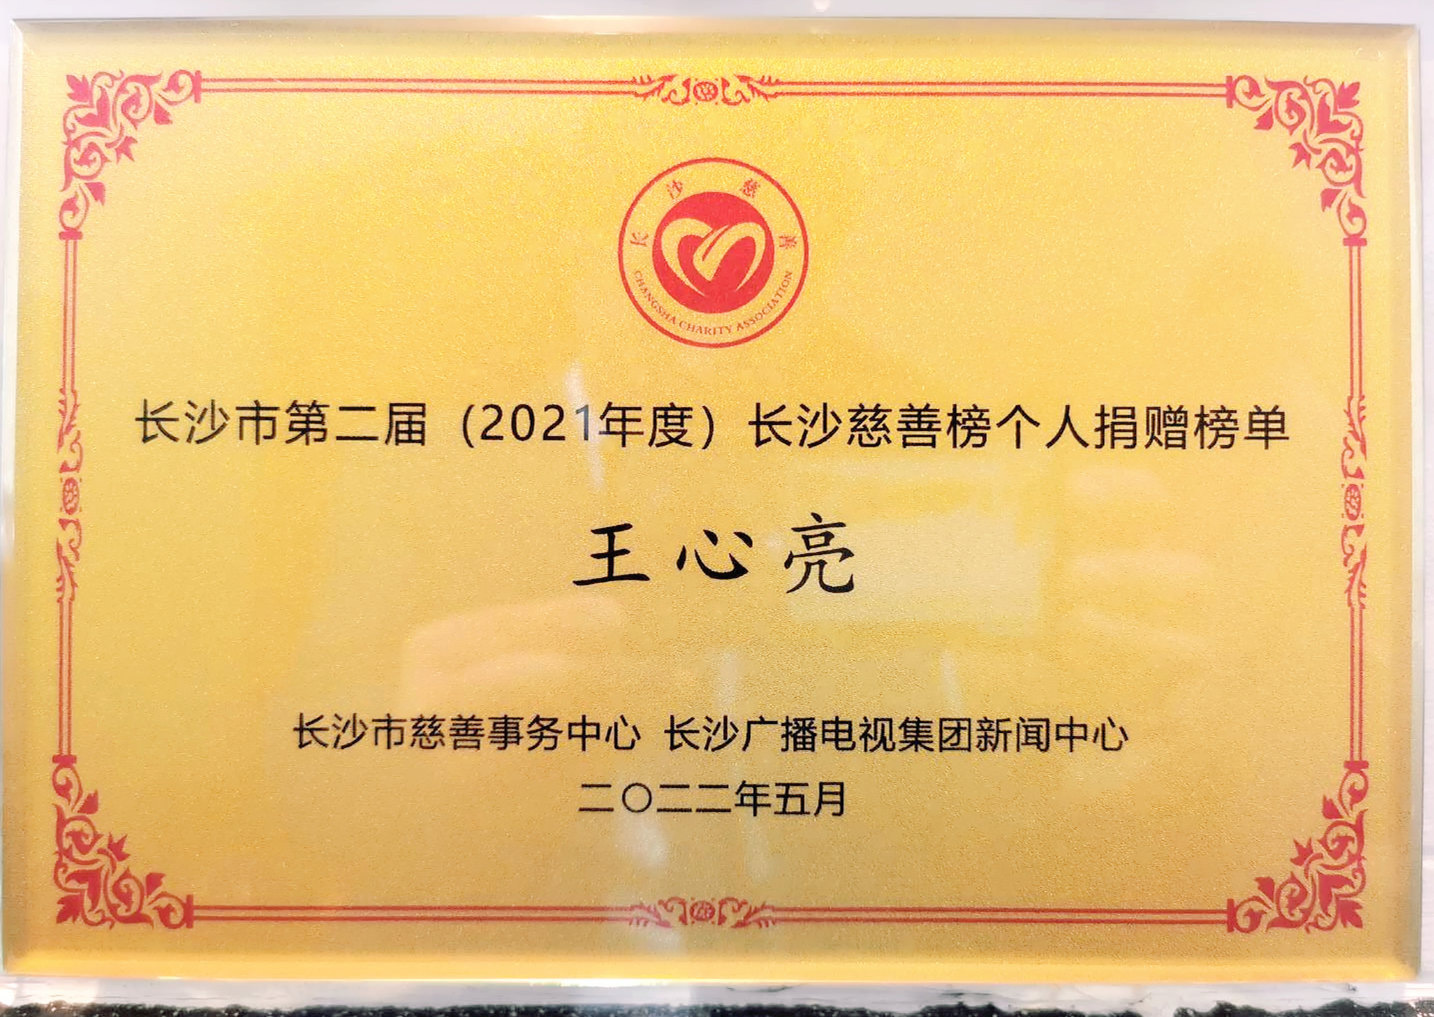 长沙慈善
CHANGSHA CHARITY ASSOCIATION
长沙市第二届（2021年度）长沙慈善榜个人捐赠榜单
王心亮
长沙市慈善事务中心 长沙广播电视集团新闻中心
二〇二二年五月